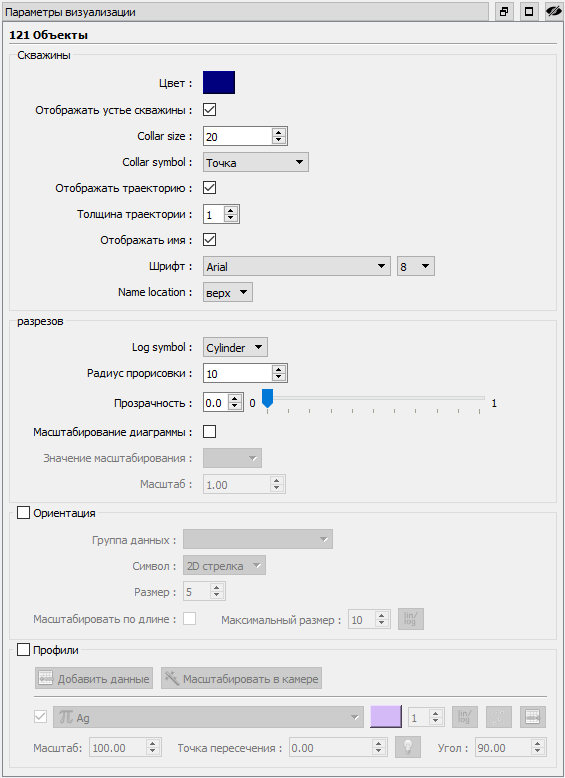 Параметры визуализации
121 Объекты
Скважины
Цвет :
Отображать устье скважины :
Collar size : 20
Collar symbol : Точка
Отображать траекторию :
Толщина траектории : 1
Отображать имя :
Шрифт : Arial 8
Name location : верх
разрезов
Log symbol : Cylinder
Радиус прорисовки : 10
Прозрачность : 0.0 0 1
Масштабирование диаграммы :
Значение масштабирования :
Масштаб : 1.00
Ориентация
Группа данных :
Символ : 2D стрелка
Размер : 5
Масштабировать по длине : Максимальный размер : 10 lin/log
Профили
Добавить данные Масштабировать в камере
π Ag 1 lin/log
Масштаб: 100.00 Точка пересечения : 0.00 Угол : 90.00